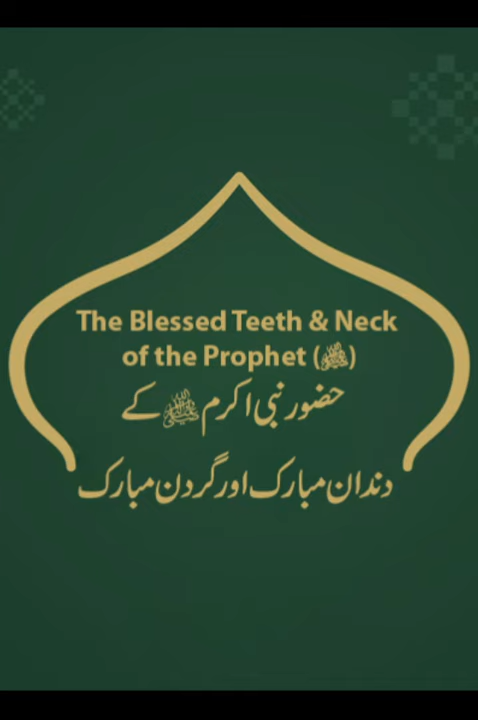 The Blessed Teeth & Neck
of the Prophet (ﷺ)
حضور نبی اکرم ﷺ کے
دندان مبارک اور گردن مبارک